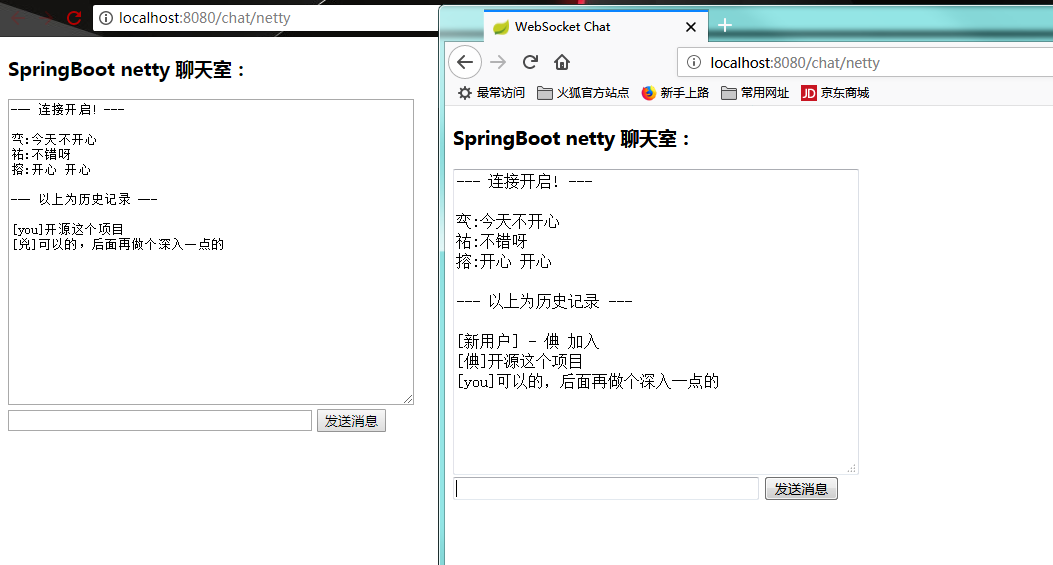 localhost:8080/chat/netty
SpringBoot netty 聊天室：
--- 连接开启！---
穵:今天不开心
祐:不错呀
搈:开心 开心
--- 以上为历史记录 ---
[you]开源这个项目
[兊]可以的，后面再做个深入一点的
发送消息
WebSocket Chat
localhost:8080/chat/netty
最常访问 火狐官方站点 新手上路 常用网址 JD 京东商城
SpringBoot netty 聊天室：
--- 连接开启！---
:今天不开心
祐:不错呀
搈:开心 开心
--- 以上为历史记录 ---
[新用户] - 倎 加入
[倎]开源这个项目
[you]可以的，后面再做个深入一点的
发送消息